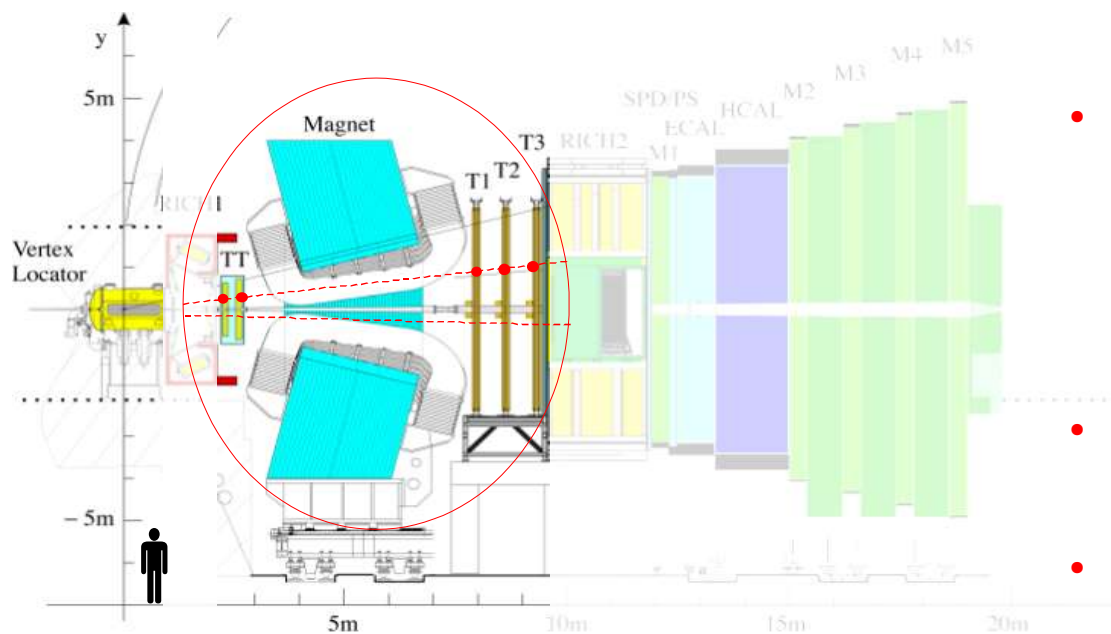 y
5m
Magnet
SPD/PS
ECAL
HCAL
M1
M2
M3
M4
M5
RICH2
T1
T2
T3
TT
Vertex
Locator
− 5m
5m
10m
15m
20m